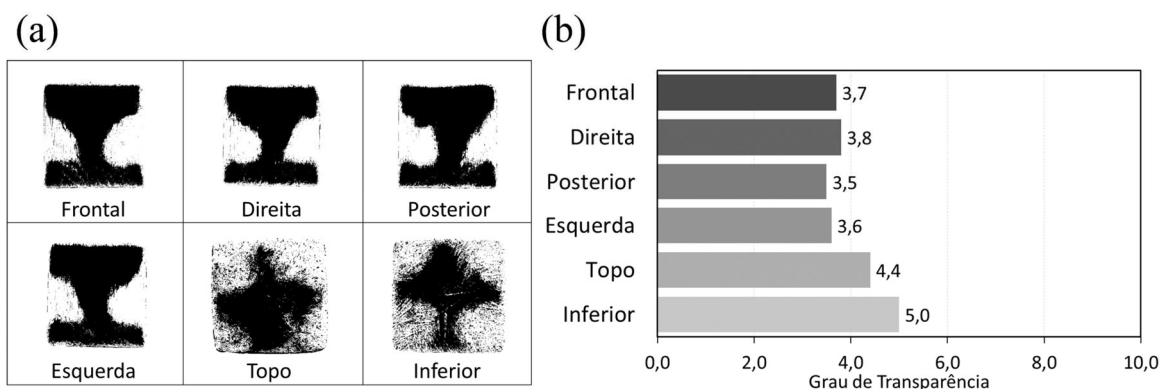 (a)
Frontal
Direita
Posterior
Esquerda
Topo
Inferior
(b)
Frontal
3,7
Direita
3,8
Posterior
3,5
Esquerda
3,6
Topo
4,4
Inferior
5,0
0,0 2,0 4,0 6,0 8,0 10,0
Grau de Transparência